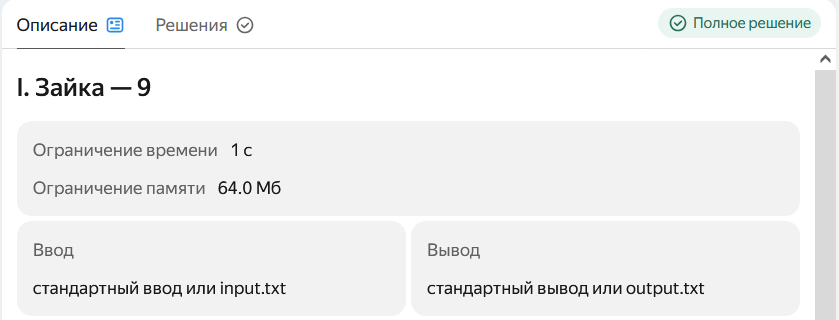 Описание Решения Полное решение
I. Зайка — 9
Ограничение времени 1 с
Ограничение памяти 64.0 Мб
Ввод Вывод
стандартный ввод или input.txt стандартный вывод или output.txt